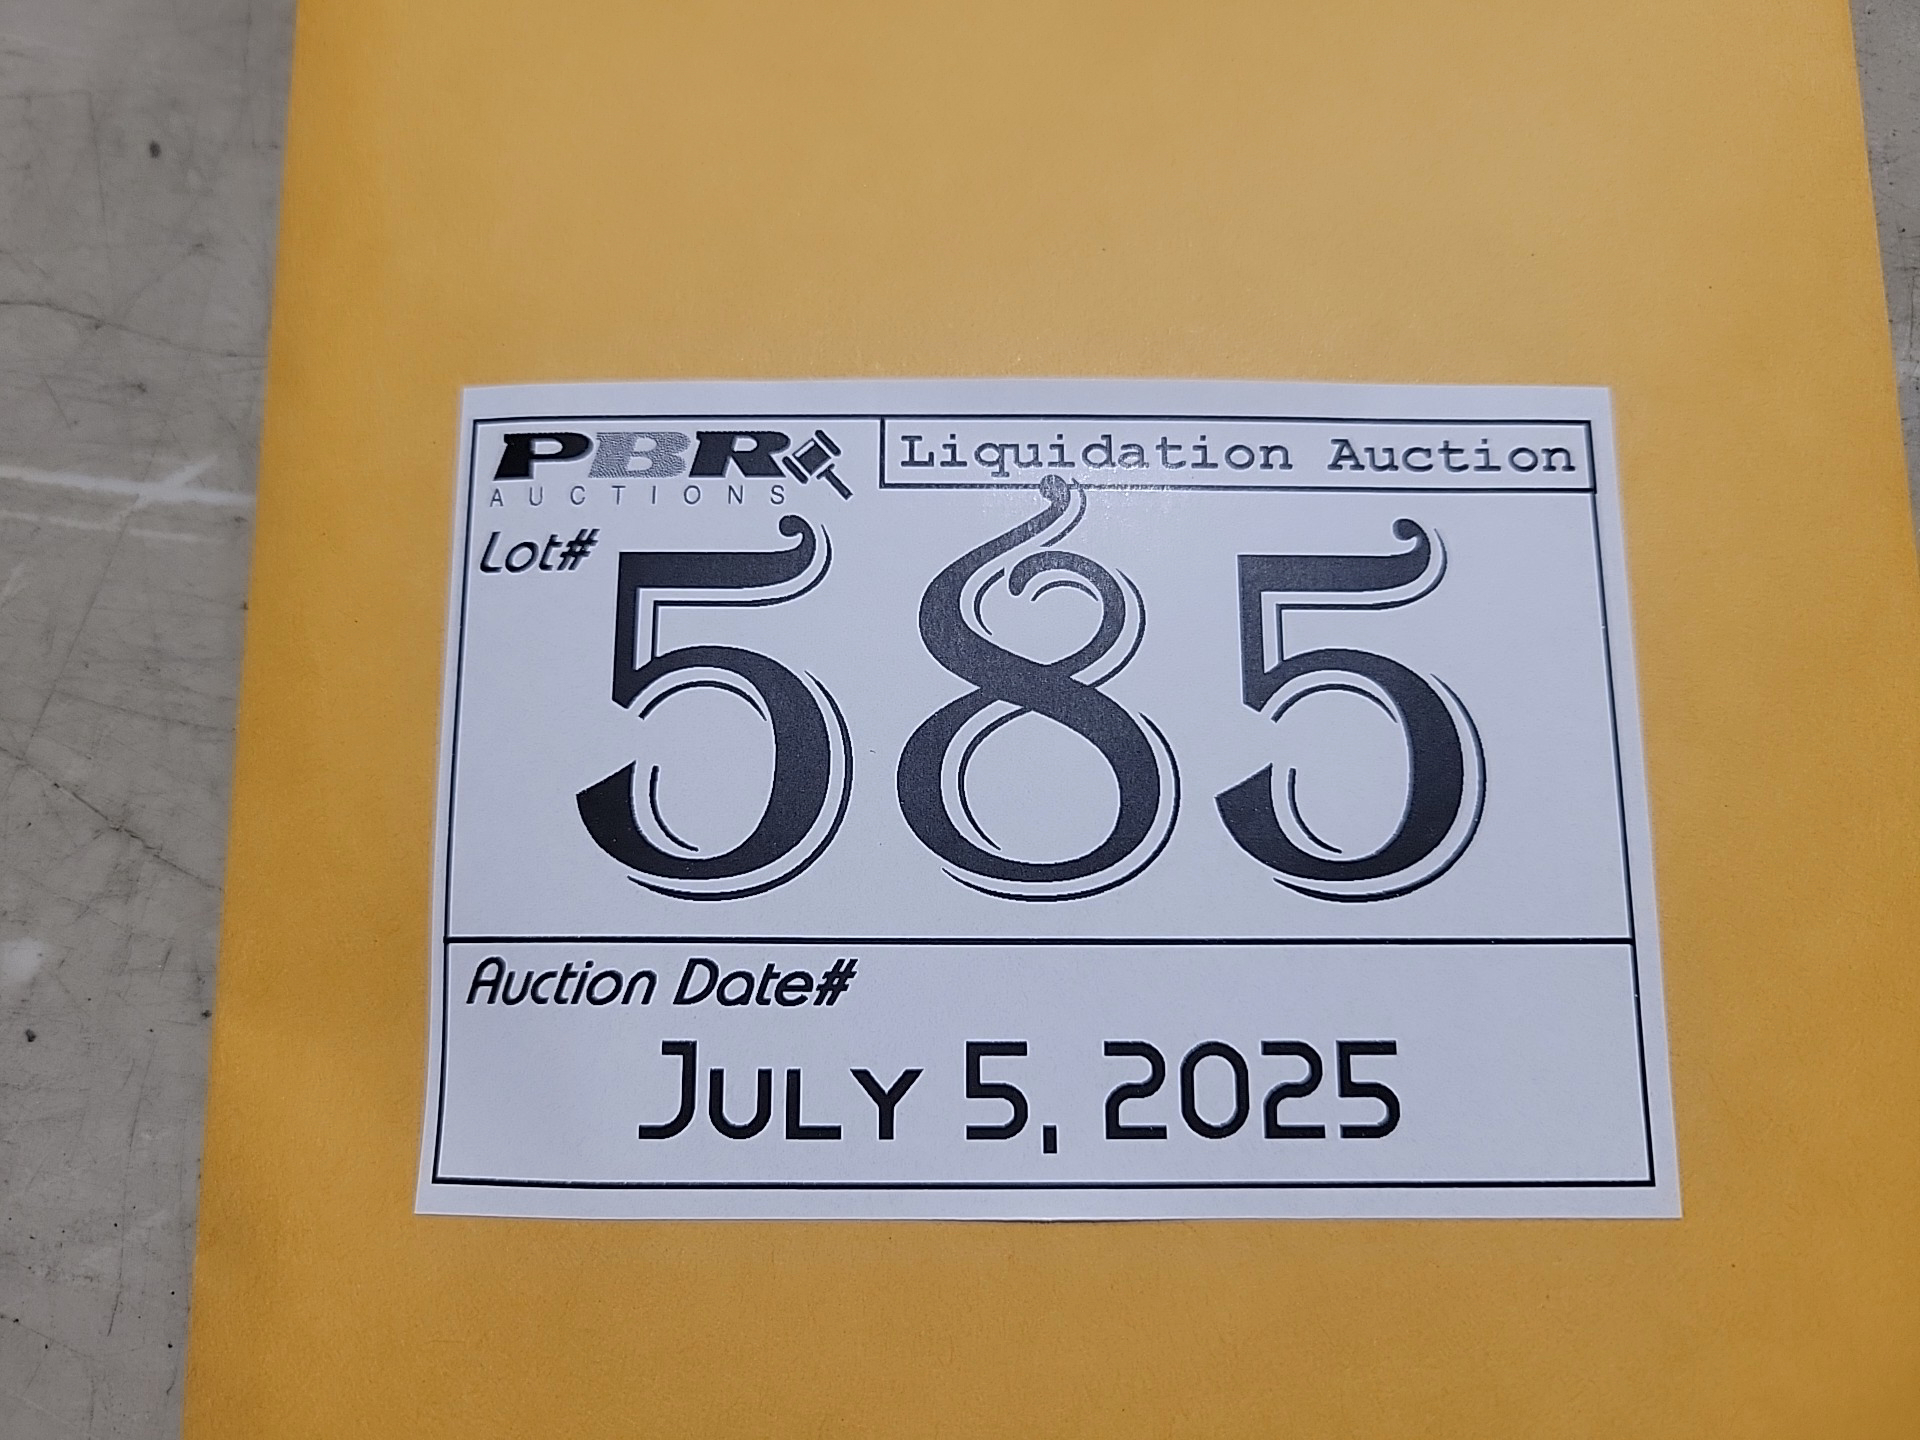 PBR
AUCTIONS
Liquidation Auction
Lot#
585
Auction Date#
July 5, 2025